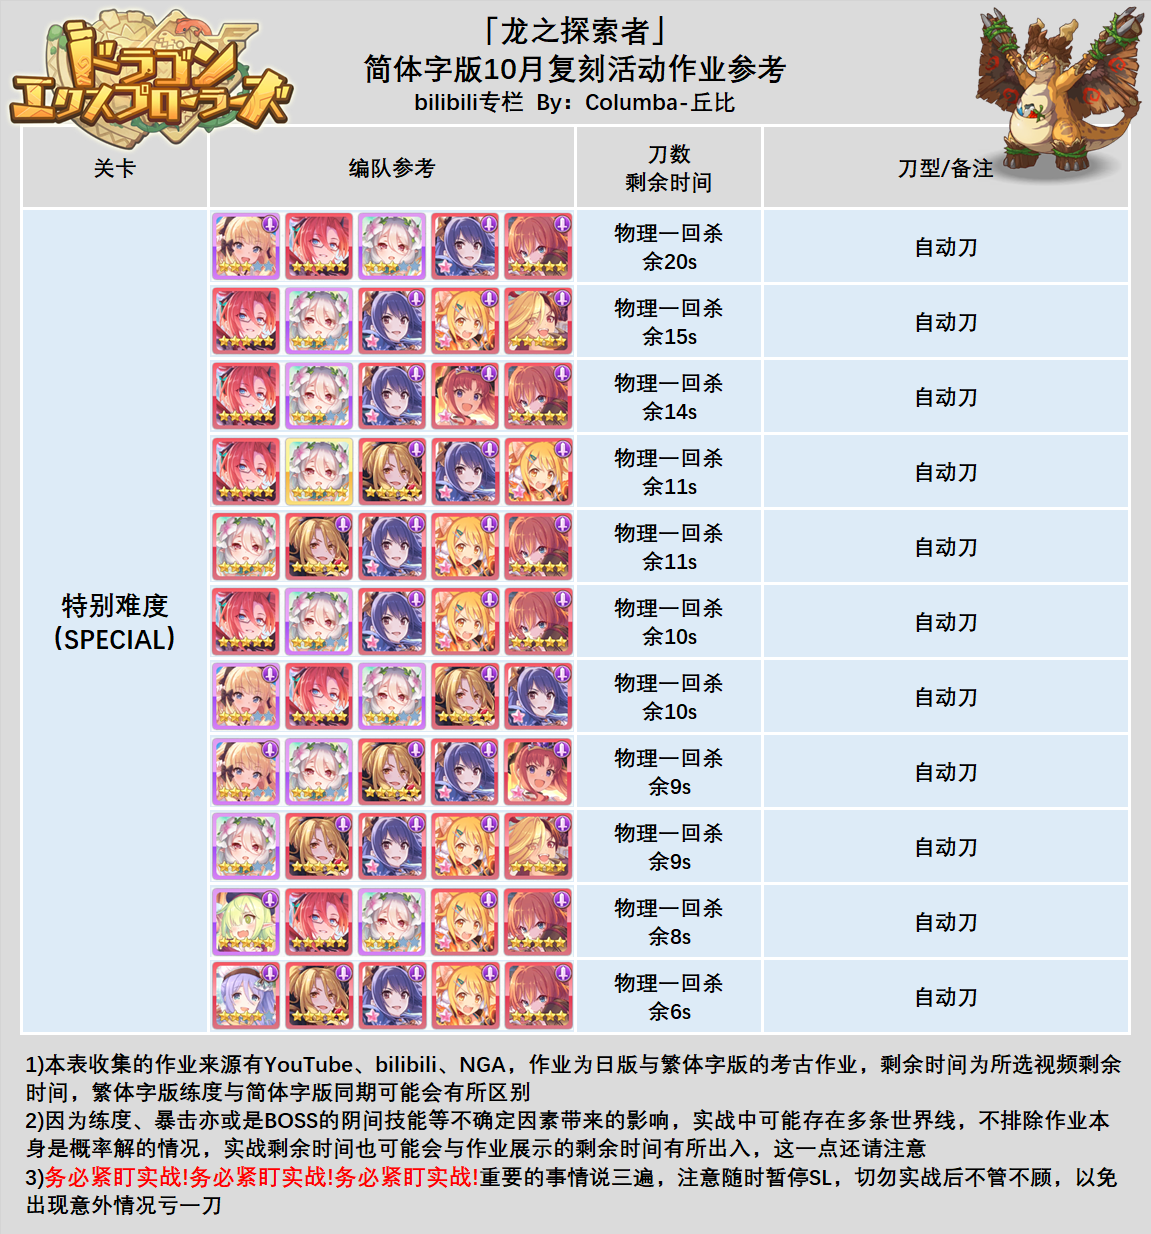 ドラゴン
エクスプローラーズ
「龙之探索者」
简体字版10月复刻活动作业参考
bilibili专栏 By：Columba-丘比
关卡
编队参考
刀数
剩余时间
刀型/备注
特别难度
(SPECIAL)
物理一回杀
余20s
自动刀
物理一回杀
余15s
自动刀
物理一回杀
余14s
自动刀
物理一回杀
余11s
自动刀
物理一回杀
余11s
自动刀
物理一回杀
余10s
自动刀
物理一回杀
余10s
自动刀
物理一回杀
余9s
自动刀
物理一回杀
余9s
自动刀
物理一回杀
余8s
自动刀
物理一回杀
余6s
自动刀
1)本表收集的作业来源有YouTube、bilibili、NGA，作业为日版与繁体字版的考古作业，剩余时间为所选视频剩余
时间，繁体字版练度与简体字版同期可能会有所区别
2)因为练度、暴击亦或是BOSS的阴间技能等不确定因素带来的影响，实战中可能存在多条世界线，不排除作业本
身是概率解的情况，实战剩余时间也可能会与作业展示的剩余时间有所出入，这一点还请注意
3)务必紧盯实战!务必紧盯实战!务必紧盯实战!重要的事情说三遍，注意随时暂停SL，切勿实战后不管不顾，以免
出现意外情况亏一刀